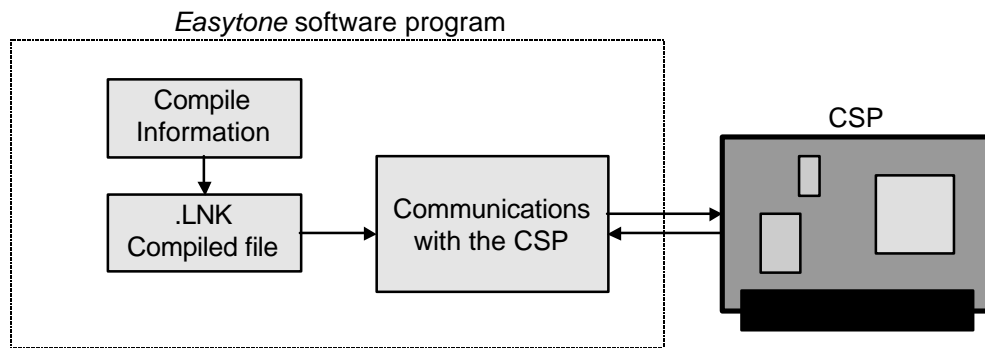 Easytone software program
Compile
Information
.LNK
Compiled file
Communications
with the CSP
CSP